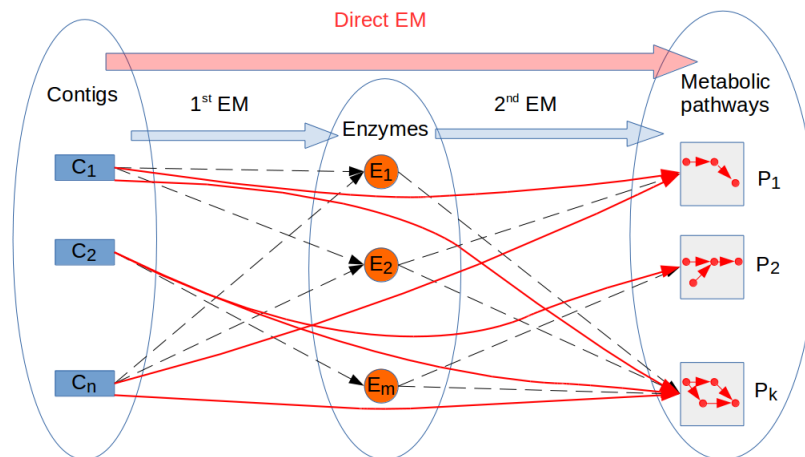 Direct EM
Contigs
1st EM
Enzymes
2nd EM
Metabolic
pathways
C1
E1
P1
C2
E2
P2
Cn
Em
Pk